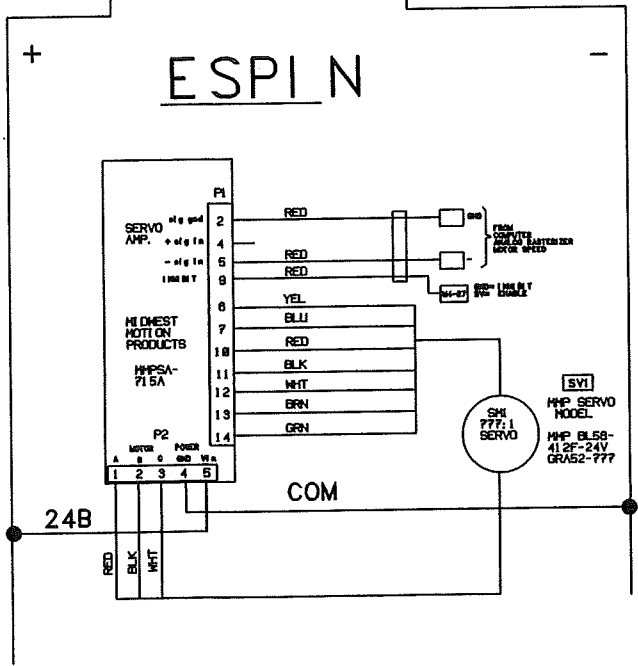 +
-
ESPIN
P1
SERVO
AMP.
sig gnd
2
RED
GND
+ sig in
4
- sig in
5
RED
-
INHIBIT
9
RED
FROM
COMPUTER
ANALOG RASTERIZER
MOTOR SPEED
GND= INHIBIT
5V= ENABLE
6
YEL
7
BLU
10
RED
11
BLK
12
WHT
13
BRN
14
GRN
MIDWEST
MOTION
PRODUCTS
MMPSA-
715A
P2
MOTOR
POWER
A
B
C
GND
Vin
1
2
3
4
5
SM1
777:1
SERVO
SV1
MMP SERVO
MODEL
MMP BL58-
412F-24V
GRA52-777
COM
24B
RED
BLK
WHT